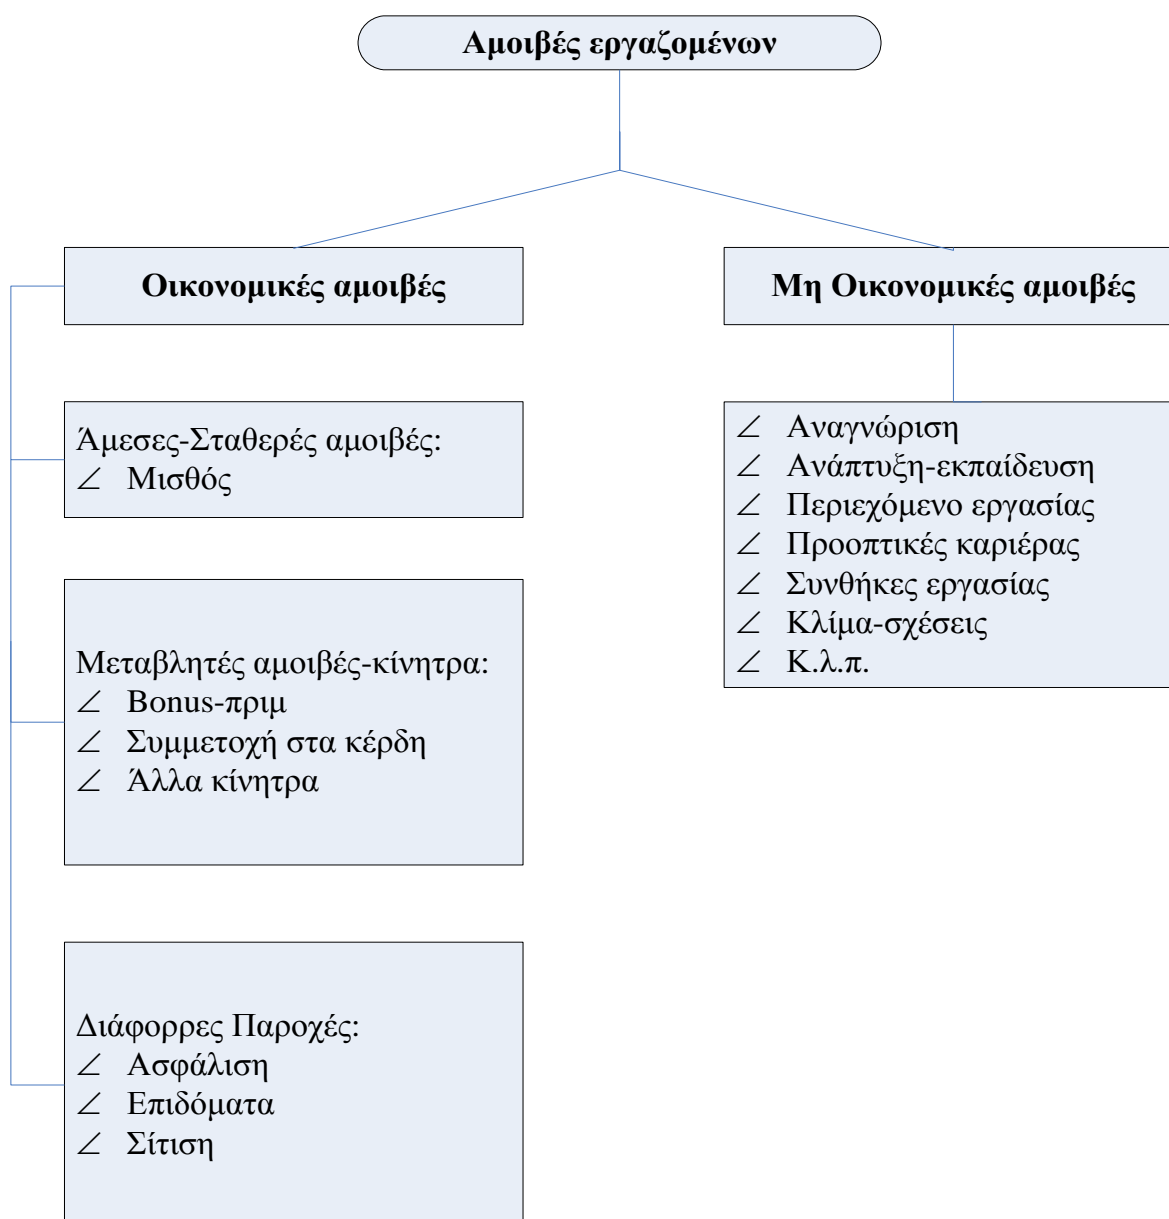 Αμοιβές εργαζομένων
Οικονομικές αμοιβές
Άμεσες-Σταθερές αμοιβές:
∠ Μισθός
Μεταβλητές αμοιβές-κίνητρα:
∠ Bonus-πριμ
∠ Συμμετοχή στα κέρδη
∠ Άλλα κίνητρα
Διάφορρες Παροχές:
∠ Ασφάλιση
∠ Επιδόματα
∠ Σίτιση
Μη Οικονομικές αμοιβές
∠ Αναγνώριση
∠ Ανάπτυξη-εκπαίδευση
∠ Περιεχόμενο εργασίας
∠ Προοπτικές καριέρας
∠ Συνθήκες εργασίας
∠ Κλίμα-σχέσεις
∠ Κ.λ.π.